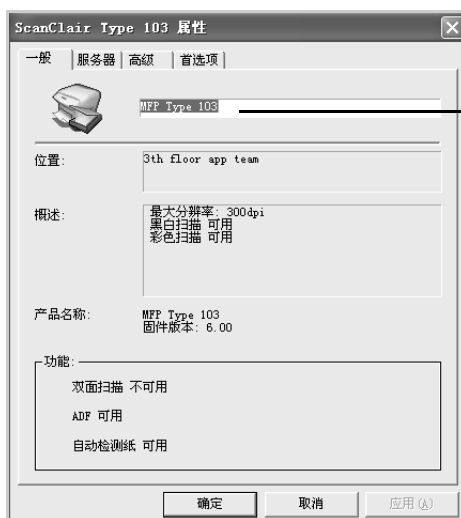 ScanClair Type 103 属性
一般 服务器 高级 首选项
MFP Type 103
位置: 3th floor app team
概述: 最大分辨率: 300dpi
黑白扫描 可用
彩色扫描 可用
产品名称: MFP Type 103
固件版本: 6.00
功能:
双面扫描 不可用
ADF 可用
自动检测纸 可用
确定 取消 应用(A)